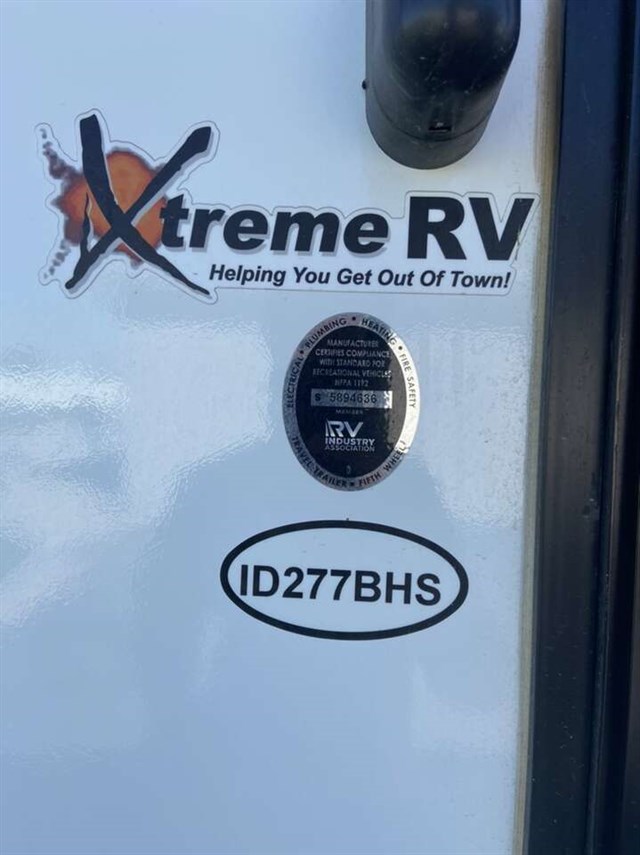 Xtreme RV
Helping You Get Out Of Town!
ELECTRICAL • PLUMBING • HEATING • FIRE SAFETY
MANUFACTURER
CERTIFIES COMPLIANCE
WITH STANDARD FOR
RECREATIONAL VEHICLES
NFPA 1192
S 5894636
MEMBER
RV
INDUSTRY
ASSOCIATION
TRAVEL TRAILER • FIFTH WHEEL
ID277BHS